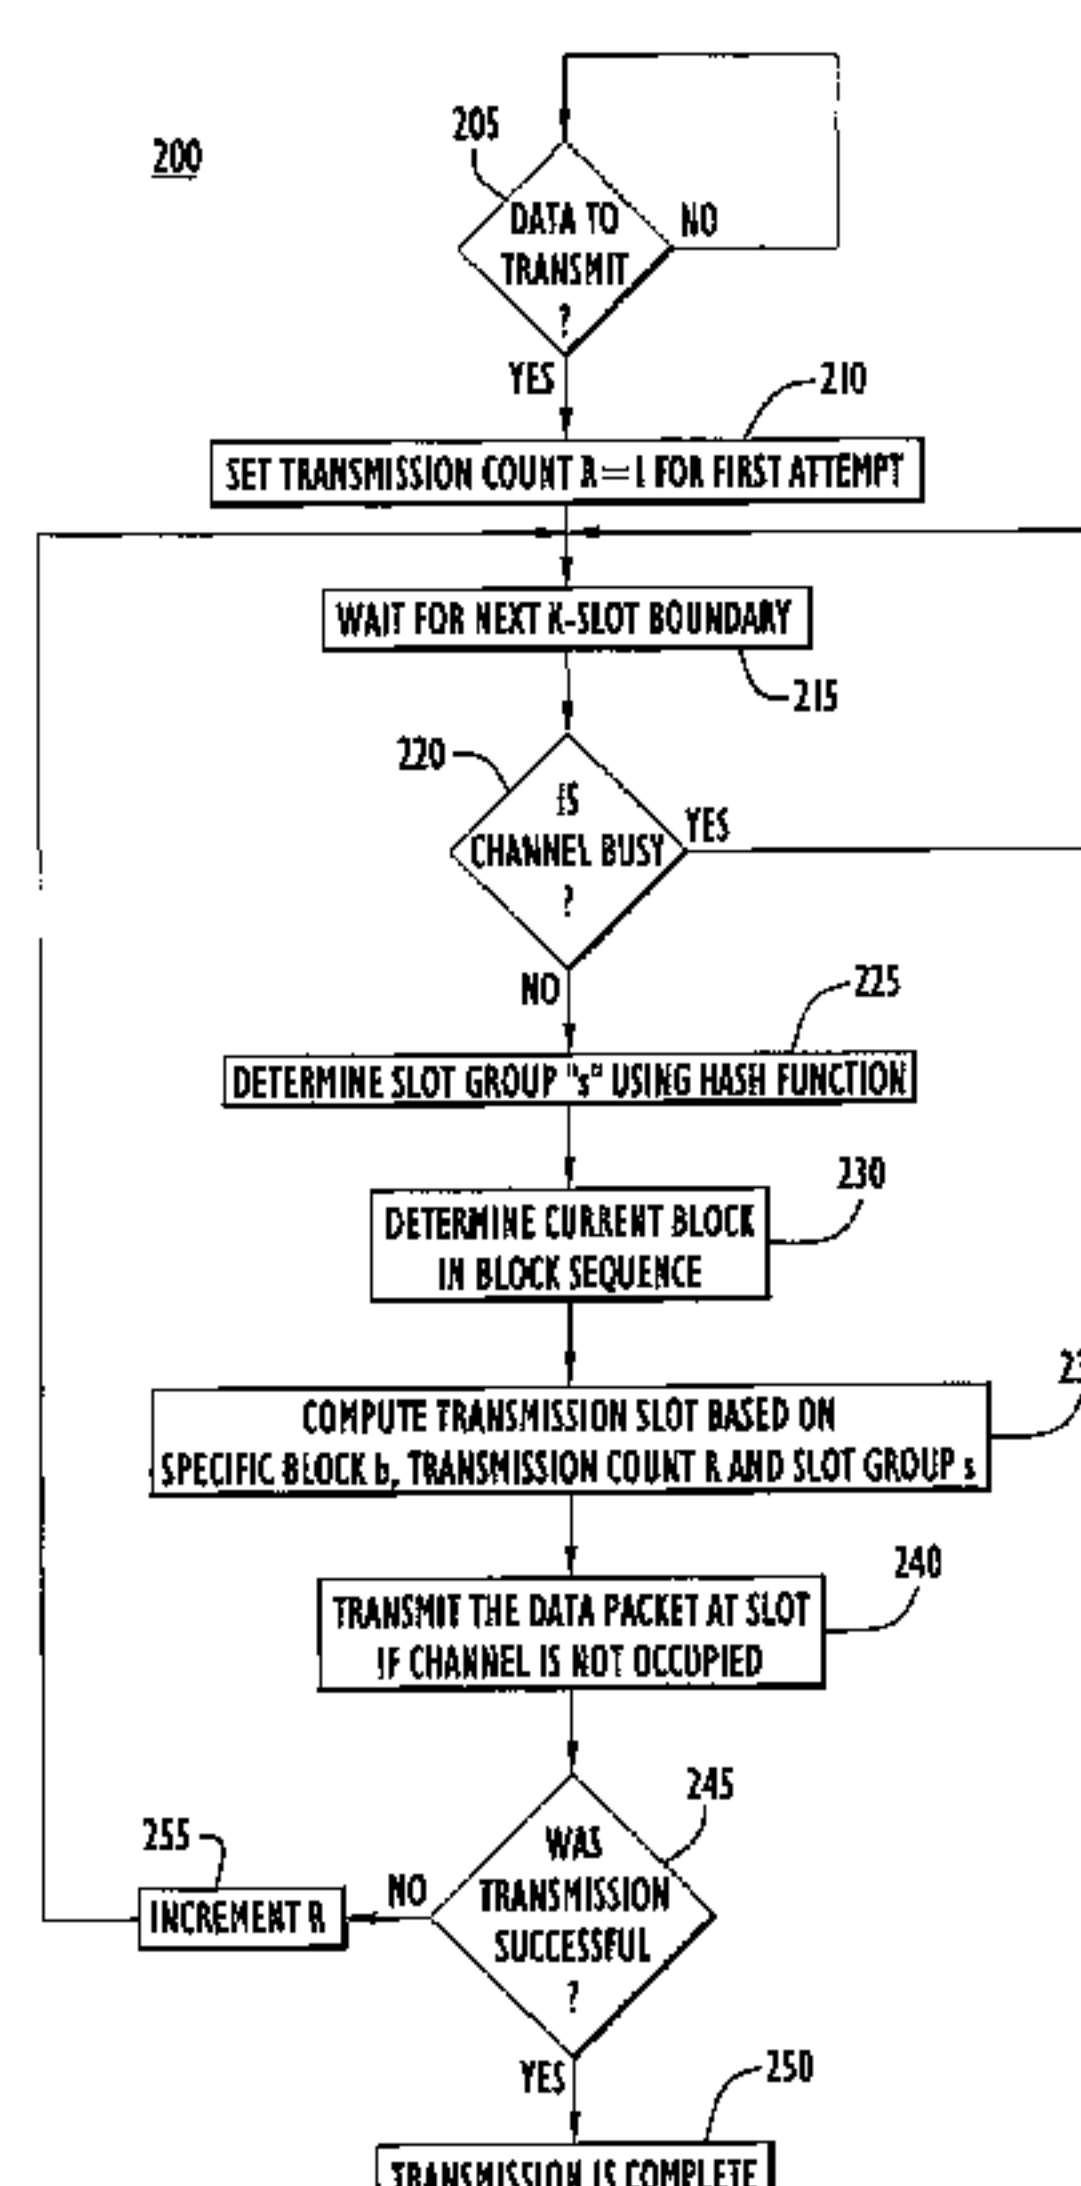 200
205
DATA TO
TRANSMIT
?
NO
YES
210
SET TRANSMISSION COUNT R=1 FOR FIRST ATTEMPT
WAIT FOR NEXT K-SLOT BOUNDARY
215
220
IS
CHANNEL BUSY
?
YES
NO
225
DETERMINE SLOT GROUP "s" USING HASH FUNCTION
230
DETERMINE CURRENT BLOCK
IN BLOCK SEQUENCE
COMPUTE TRANSMISSION SLOT BASED ON
SPECIFIC BLOCK b, TRANSMISSION COUNT R AND SLOT GROUP s
240
TRANSMIT THE DATA PACKET AT SLOT
IF CHANNEL IS NOT OCCUPIED
245
WAS
TRANSMISSION
SUCCESSFUL
?
NO
255
INCREMENT R
YES
250
TRANSMISSION IS COMPLETE